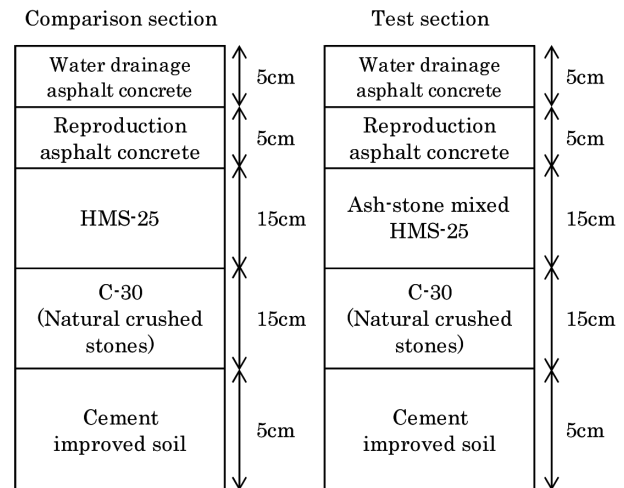 Comparison section
Water drainage
asphalt concrete
5cm
Reproduction
asphalt concrete
5cm
HMS-25
15cm
C-30
(Natural crushed
stones)
15cm
Cement
improved soil
5cm
Test section
Water drainage
asphalt concrete
5cm
Reproduction
asphalt concrete
5cm
Ash-stone mixed
HMS-25
15cm
C-30
(Natural crushed
stones)
15cm
Cement
improved soil
5cm